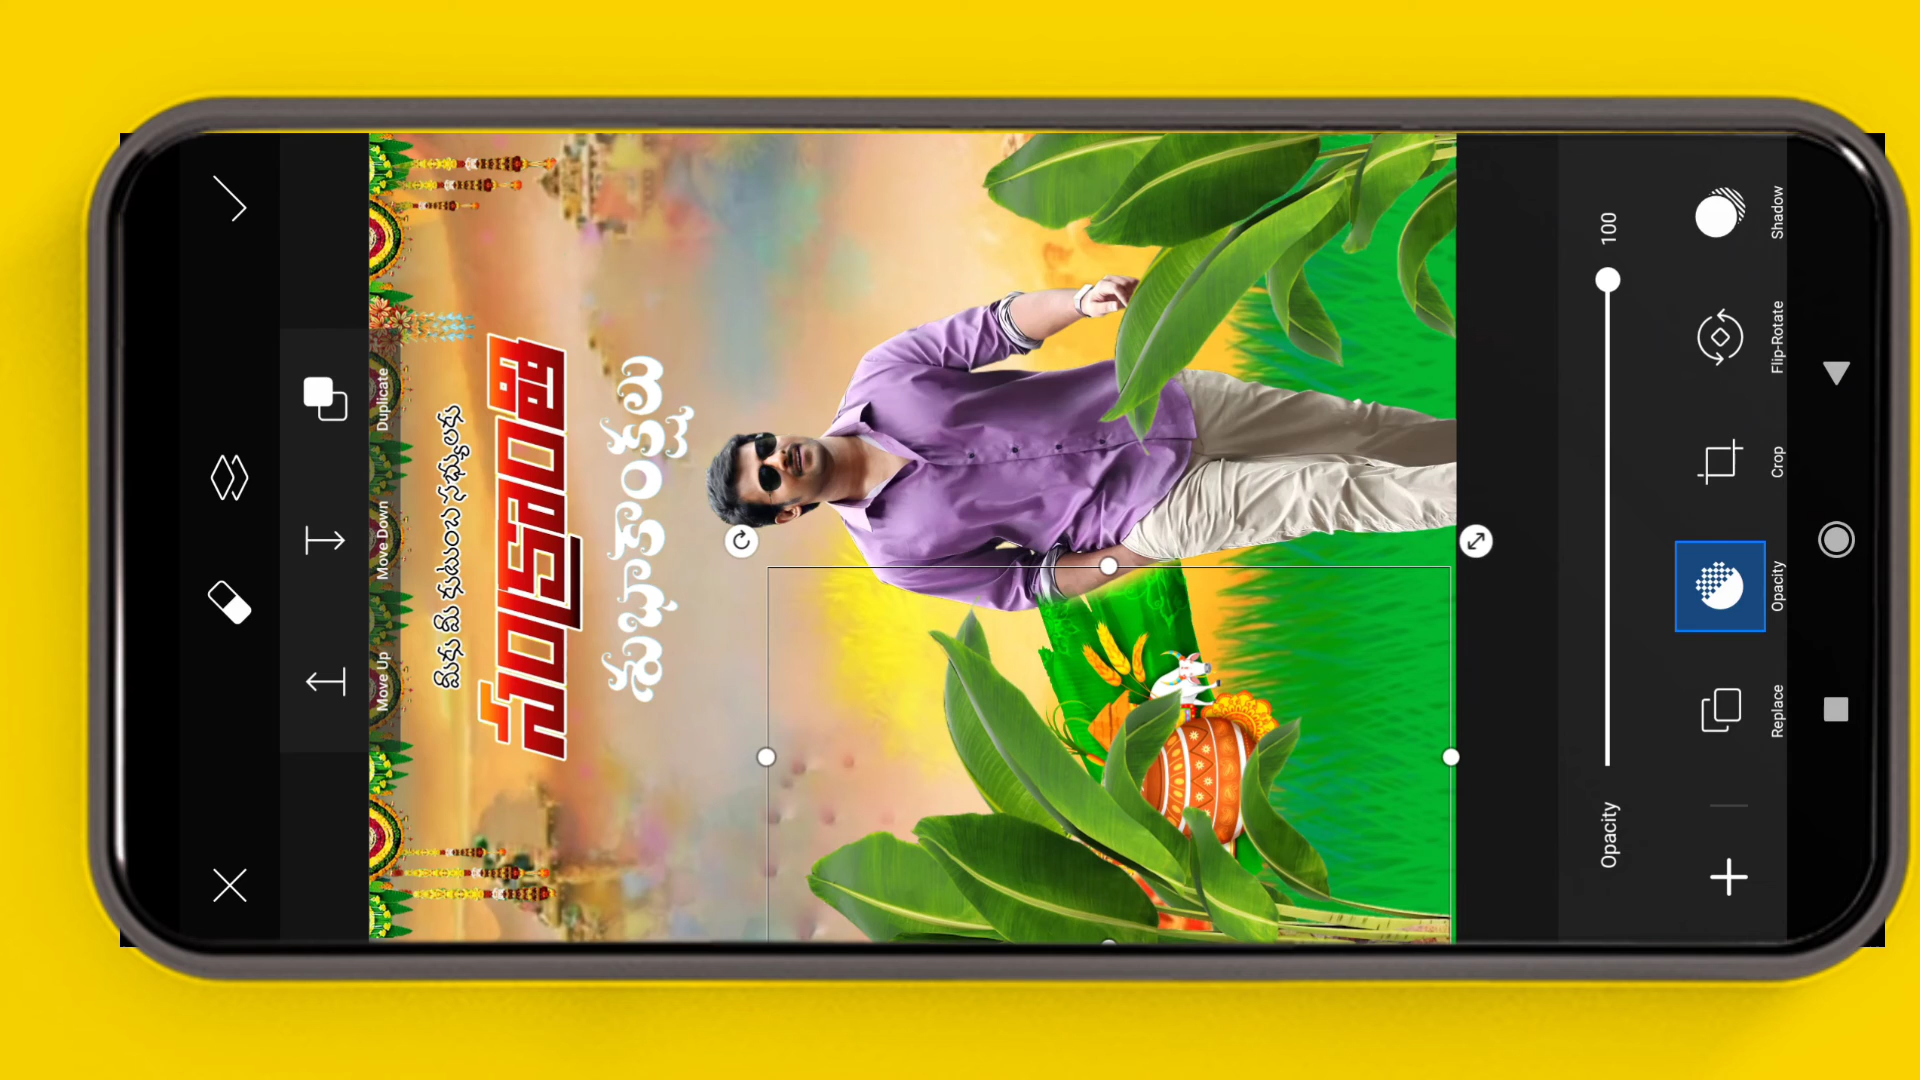 Duplicate
Move Down
Move Up
మీకు మీ కుటుంబ సభ్యులకు
సంక్రాంతి
శుభాకాంక్షలు
Opacity
100
Replace
Opacity
Crop
Flip-Rotate
Shadow